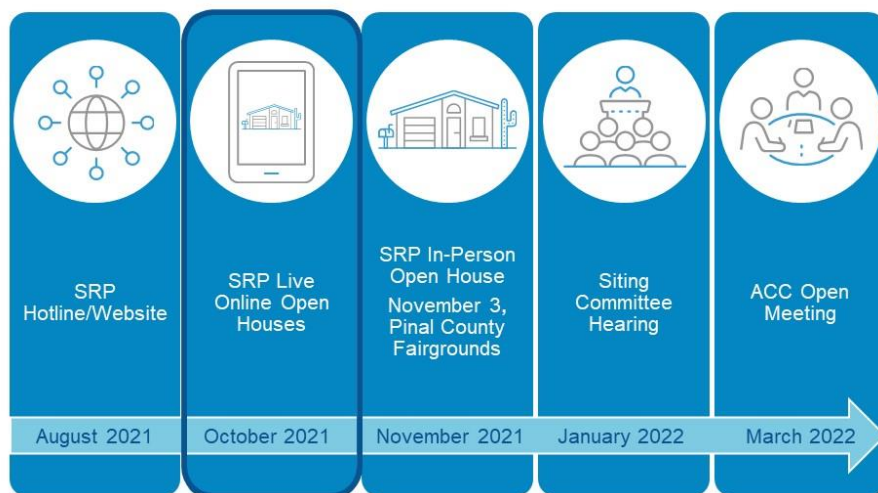 SRP
Hotline/Website
SRP Live
Online Open
Houses
SRP In-Person
Open House
November 3,
Pinal County
Fairgrounds
Siting
Committee
Hearing
ACC Open
Meeting
August 2021
October 2021
November 2021
January 2022
March 2022